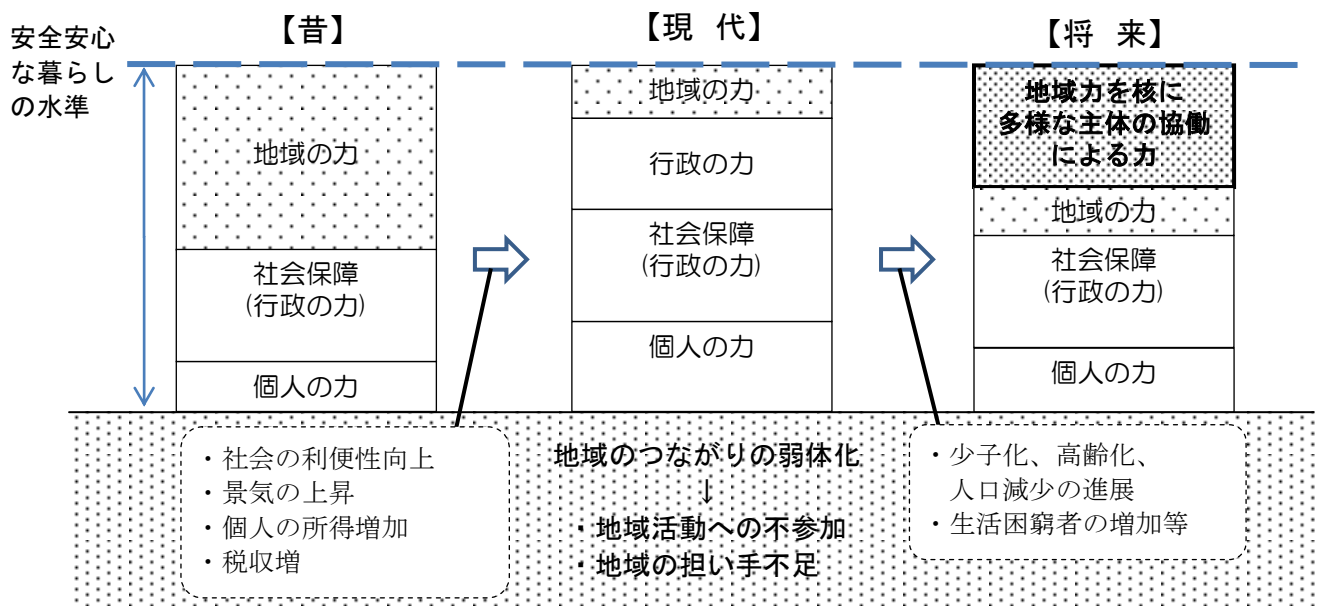 安全安心
な暮らし
の水準
【昔】
地域の力
社会保障
(行政の力)
個人の力
【現 代】
地域の力
行政の力
社会保障
(行政の力)
個人の力
【将 来】
地域力を核に
多様な主体の協働
による力
地域の力
社会保障
(行政の力)
個人の力
・社会の利便性向上
・景気の上昇
・個人の所得増加
・税収増
地域のつながりの弱体化
↓
・地域活動への不参加
・地域の担い手不足
・少子化、高齢化、
人口減少の進展
・生活困窮者の増加等